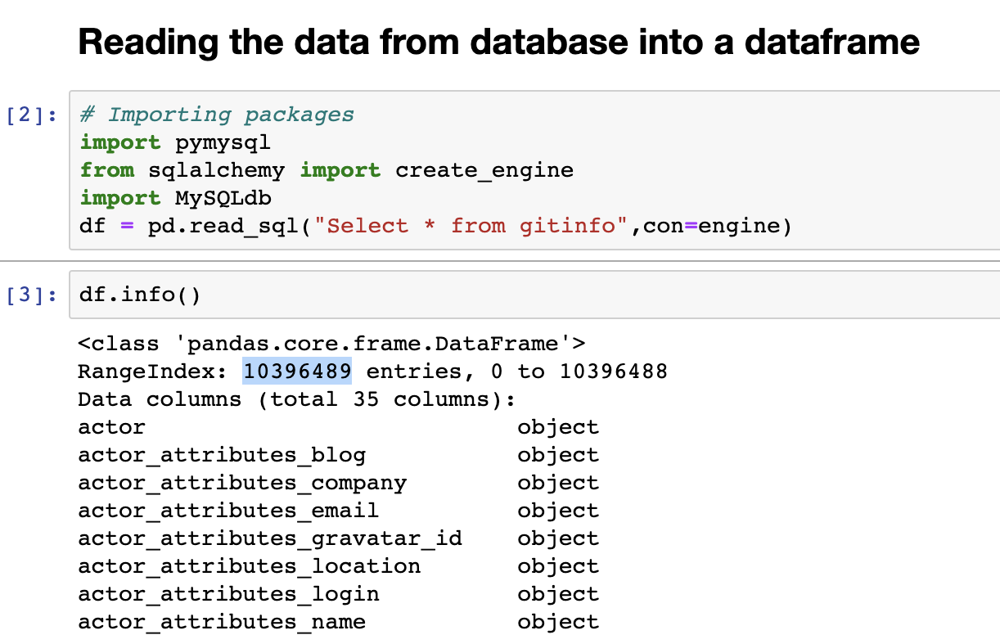 Reading the data from database into a dataframe
[2]: # Importing packages
import pymysql
from sqlalchemy import create_engine
import MySQLdb
df = pd.read_sql("Select * from gitinfo",con=engine)
[3]: df.info()
<class 'pandas.core.frame.DataFrame'>
RangeIndex: 10396489 entries, 0 to 10396488
Data columns (total 35 columns):
actor object
actor_attributes_blog object
actor_attributes_company object
actor_attributes_email object
actor_attributes_gravatar_id object
actor_attributes_location object
actor_attributes_login object
actor_attributes_name object